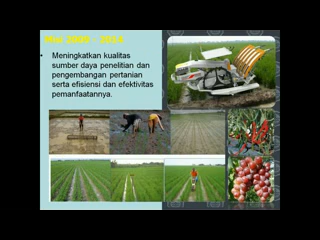 Misi 2009 - 2014
• Meningkatkan kualitas
sumber daya penelitian dan
pengembangan pertanian
serta efisiensi dan efektivitas
pemanfaatannya.